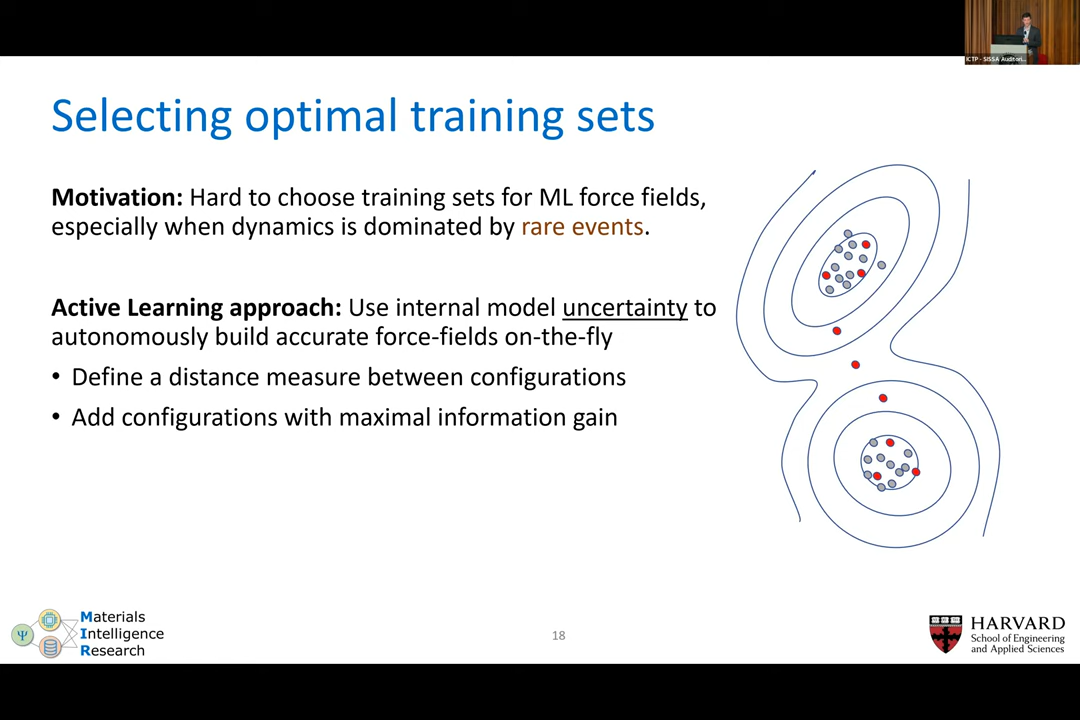 ICTP - SISSA Auditori...
Selecting optimal training sets
Motivation: Hard to choose training sets for ML force fields,
especially when dynamics is dominated by rare events.
Active Learning approach: Use internal model uncertainty to
autonomously build accurate force-fields on-the-fly
• Define a distance measure between configurations
• Add configurations with maximal information gain
Ψ
Materials
Intelligence
Research
18
HARVARD
School of Engineering
and Applied Sciences